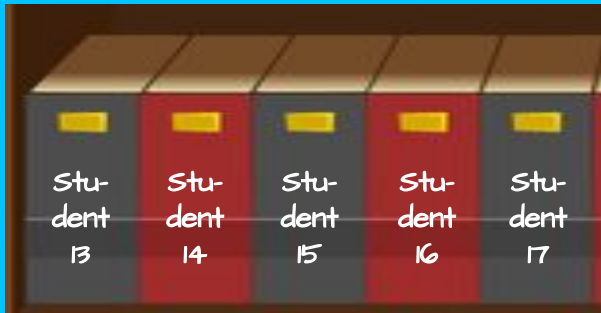 Stu-
dent
13
Stu-
dent
14
Stu-
dent
15
Stu-
dent
16
Stu-
dent
17